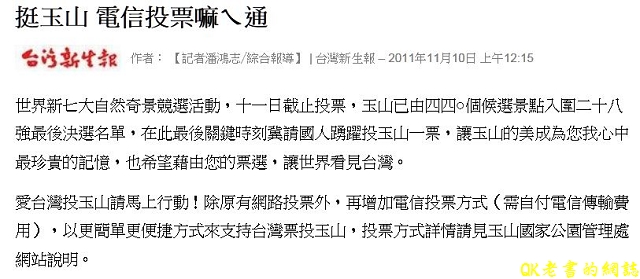 挺玉山 電信投票嘛ㄟ通
台灣新生報 作者： 【記者潘鴻志/綜合報導】 | 台灣新生報 – 2011年11月10日 上午12:15
世界新七大自然奇景競選活動，十一日截止投票，玉山已由四四○個候選景點入圍二十八
強最後決選名單，在此最後關鍵時刻冀請國人踴躍投玉山一票，讓玉山的美成為您我心中
最珍貴的記憶，也希望藉由您的票選，讓世界看見台灣。
愛台灣投玉山請馬上行動！除原有網路投票外，再增加電信投票方式（需自付電信傳輸費
用），以更簡單更便捷方式來支持台灣票投玉山，投票方式詳情請見玉山國家公園管理處
網站說明。
QK老書的網誌